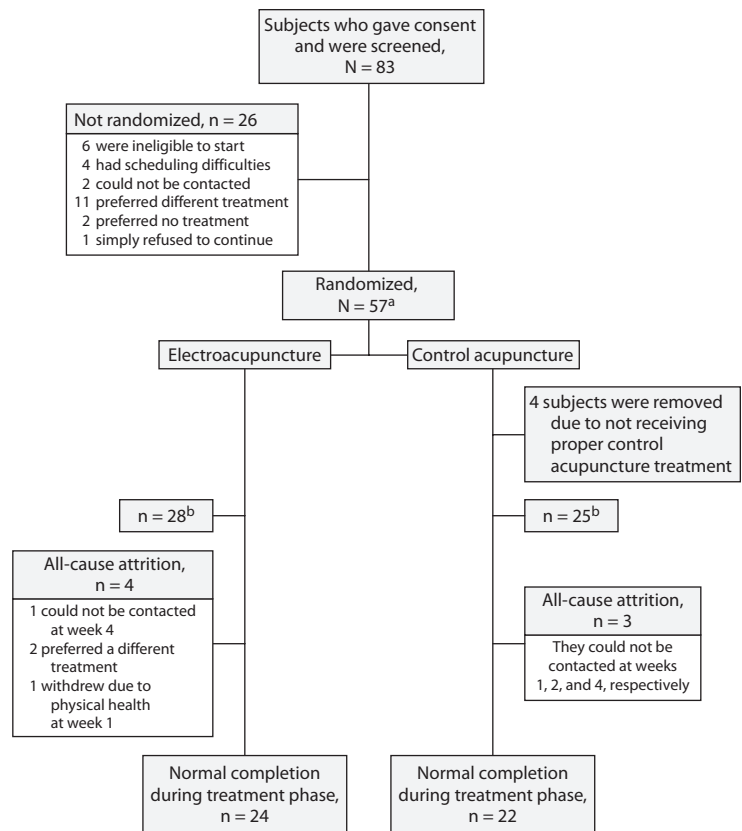 Subjects who gave consent
and were screened,
N = 83
Not randomized, n = 26
6 were ineligible to start
4 had scheduling difficulties
2 could not be contacted
11 preferred different treatment
2 preferred no treatment
1 simply refused to continue
Randomized,
N = 57ᵃ
Electroacupuncture
Control acupuncture
4 subjects were removed
due to not receiving
proper control
acupuncture treatment
n = 28ᵇ
n = 25ᵇ
All-cause attrition,
n = 4
1 could not be contacted
at week 4
2 preferred a different
treatment
1 withdrew due to
physical health
at week 1
All-cause attrition,
n = 3
They could not be
contacted at weeks
1, 2, and 4, respectively
Normal completion
during treatment phase,
n = 24
Normal completion
during treatment phase,
n = 22